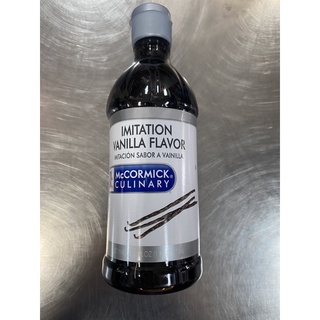 IMITATION
VANILLA FLAVOR
IMITACIÓN SABOR A VAINILLA
McCORMICK®
CULINARY